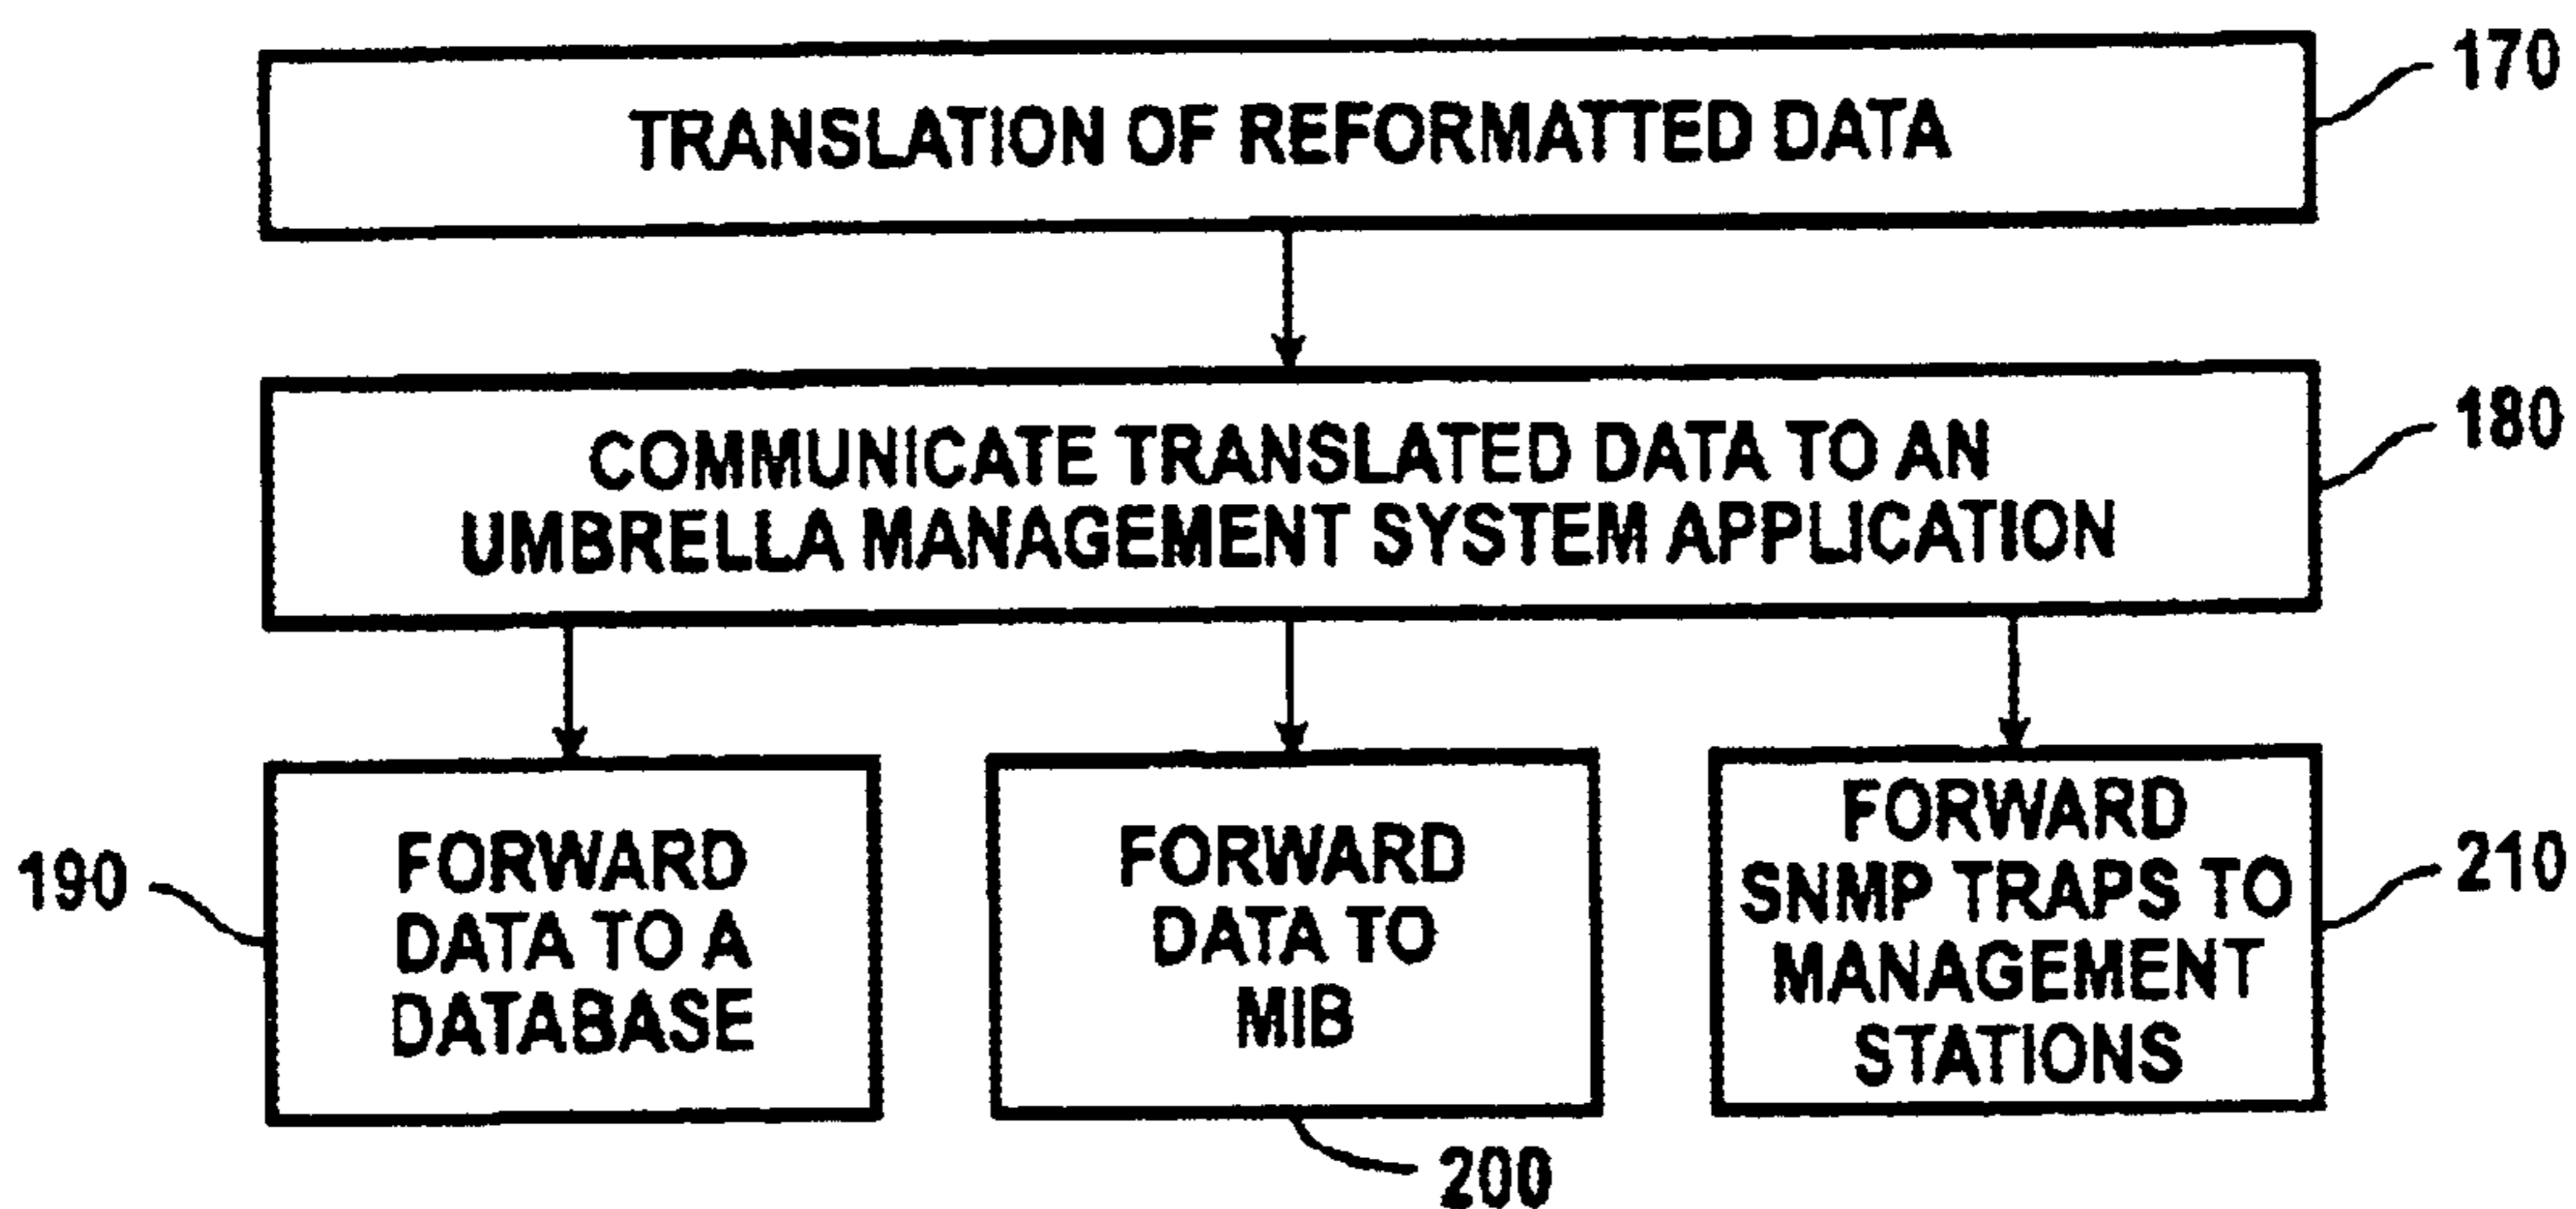 TRANSLATION OF REFORMATTED DATA
170
COMMUNICATE TRANSLATED DATA TO AN
UMBRELLA MANAGEMENT SYSTEM APPLICATION
180
190
FORWARD
DATA TO A
DATABASE
FORWARD
DATA TO
MIB
200
FORWARD
SNMP TRAPS TO
MANAGEMENT
STATIONS
210